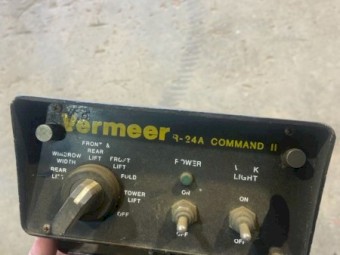 Vermeer R-24A COMMAND II
FRONT &
REAR
LIFT
WINDROW
WIDTH
FRONT
LIFT
REAR
LIFT
FOLD
TOWER
LIFT
OFF
POWER
LIGHT
ON
OFF
OFF